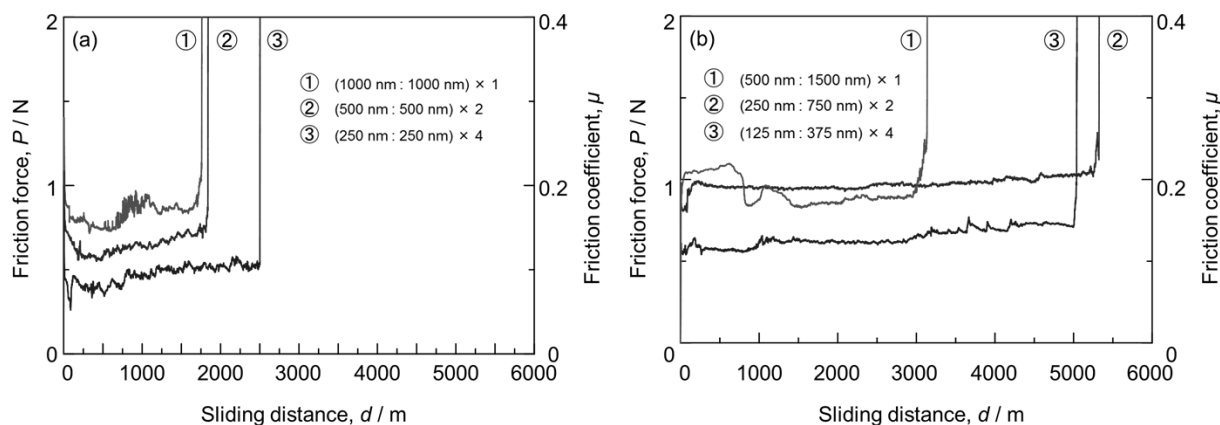 (a)
① ② ③
① (1000 nm : 1000 nm) × 1
② (500 nm : 500 nm) × 2
③ (250 nm : 250 nm) × 4
Friction force, P / N
2
1
0
Friction coefficient, μ
0.4
0.2
0
0 1000 2000 3000 4000 5000 6000
Sliding distance, d / m
(b)
① ③ ②
① (500 nm : 1500 nm) × 1
② (250 nm : 750 nm) × 2
③ (125 nm : 375 nm) × 4
Friction force, P / N
2
1
0
Friction coefficient, μ
0.4
0.2
0
0 1000 2000 3000 4000 5000 6000
Sliding distance, d / m